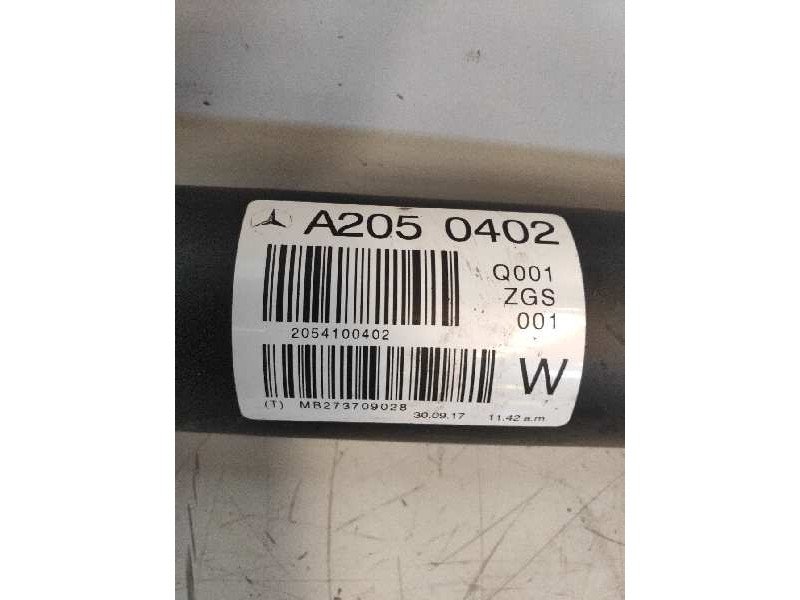 A205 0402
Q001
ZGS
001
2054100402
W
(T) MB273709028
30.09.17 11.42 a.m.